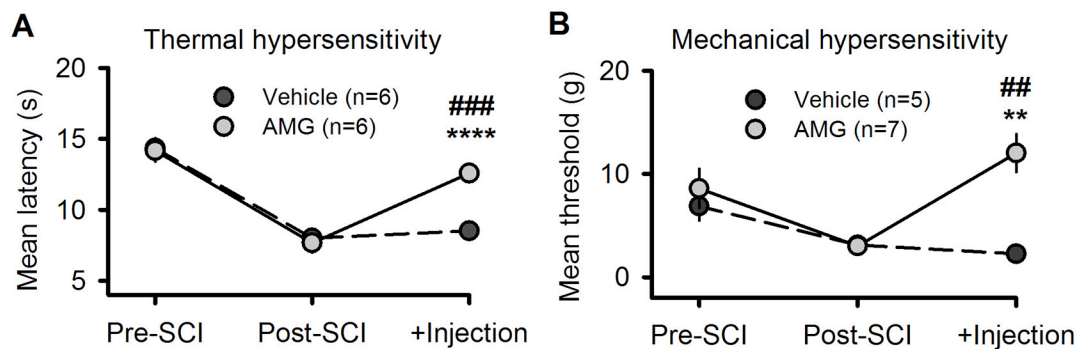 A
Thermal hypersensitivity
Mean latency (s)
20
15
10
5
Vehicle (n=6)
AMG (n=6)
###
****
Pre-SCI Post-SCI +Injection
B
Mechanical hypersensitivity
Mean threshold (g)
20
10
0
Vehicle (n=5)
AMG (n=7)
##
**
Pre-SCI Post-SCI +Injection